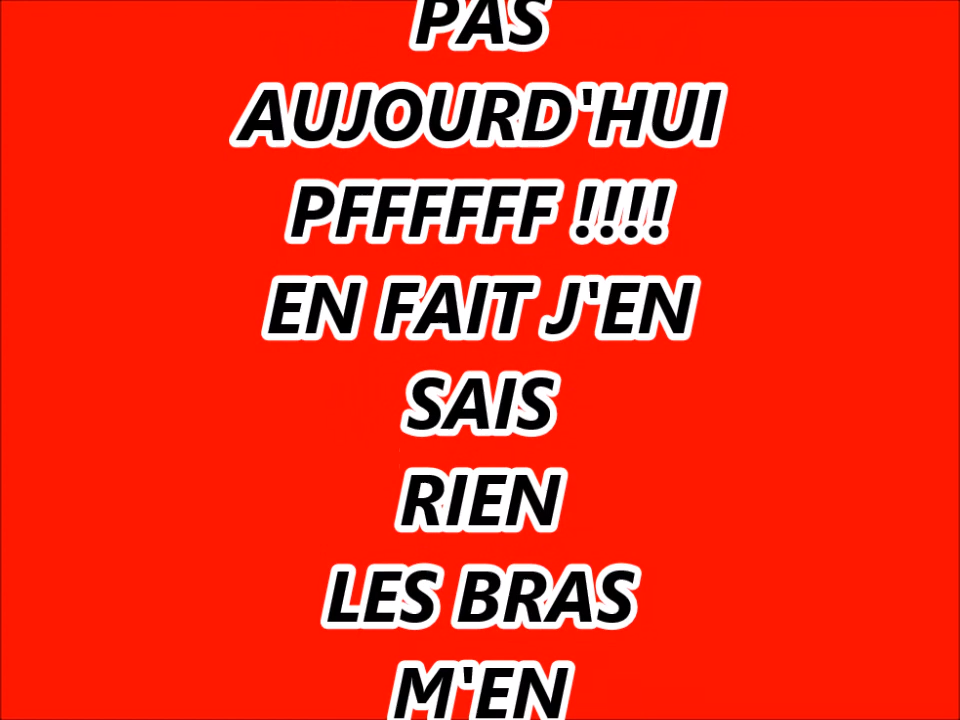 PAS
AUJOURD'HUI
PFFFFFF !!!!
EN FAIT J'EN
SAIS
RIEN
LES BRAS
M'EN